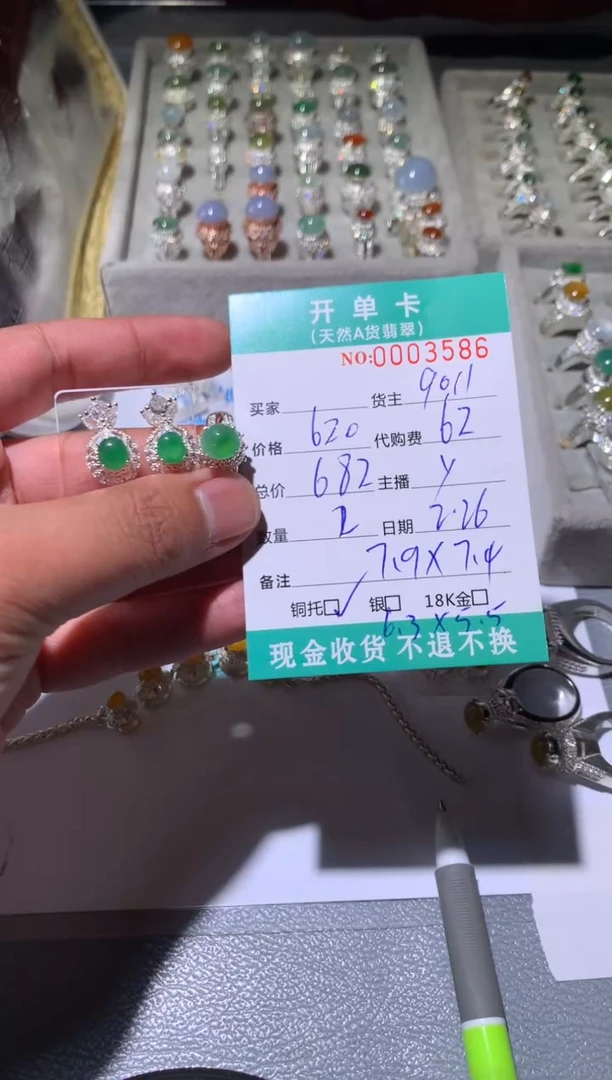 开单卡
(天然A货翡翠)
NO:0003586
买家 货主 9011
价格 620 代购费 62
总价 682 主播 y
数量 2 日期 2.26
备注 7.9X7.4
铜托☑ 银☐ 18K金☐
6.3X5.5
现金收货 不退不换